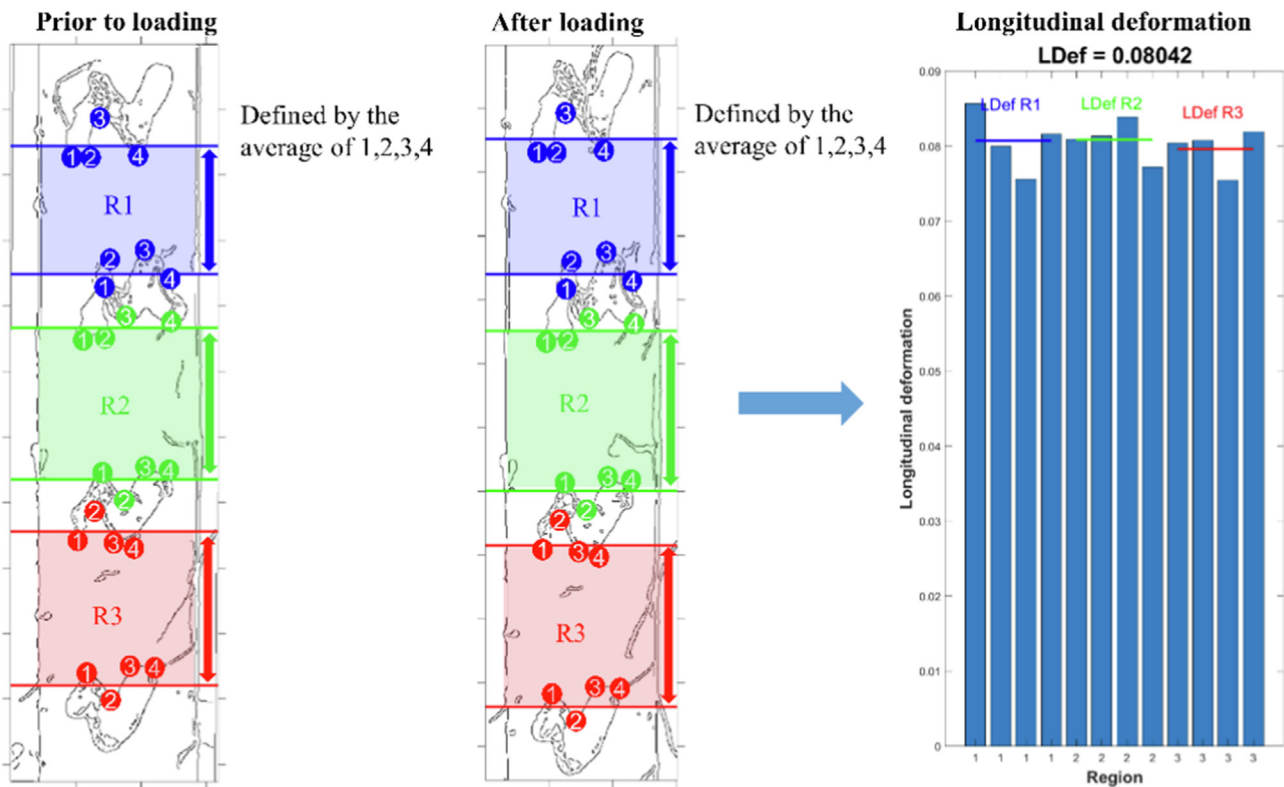 Prior to loading
Defined by the
average of 1,2,3,4
3
1 2 4
R1
2 3
1 4
3 4
1 2
R2
1 3 4
2
2
1 3 4
R3
1 3 4
2
After loading
Defined by the
average of 1,2,3,4
3
1 2 4
R1
2 3
1 4
3 4
1 2
R2
1 3 4
2
2
1 3 4
R3
1 3 4
2
Longitudinal deformation
LDef = 0.08042
0.09
0.08
0.07
0.06
0.05
0.04
0.03
0.02
0.01
0
Longitudinal deformation
LDef R1
LDef R2
LDef R3
1 1 1 1 2 2 2 2 3 3 3 3
Region